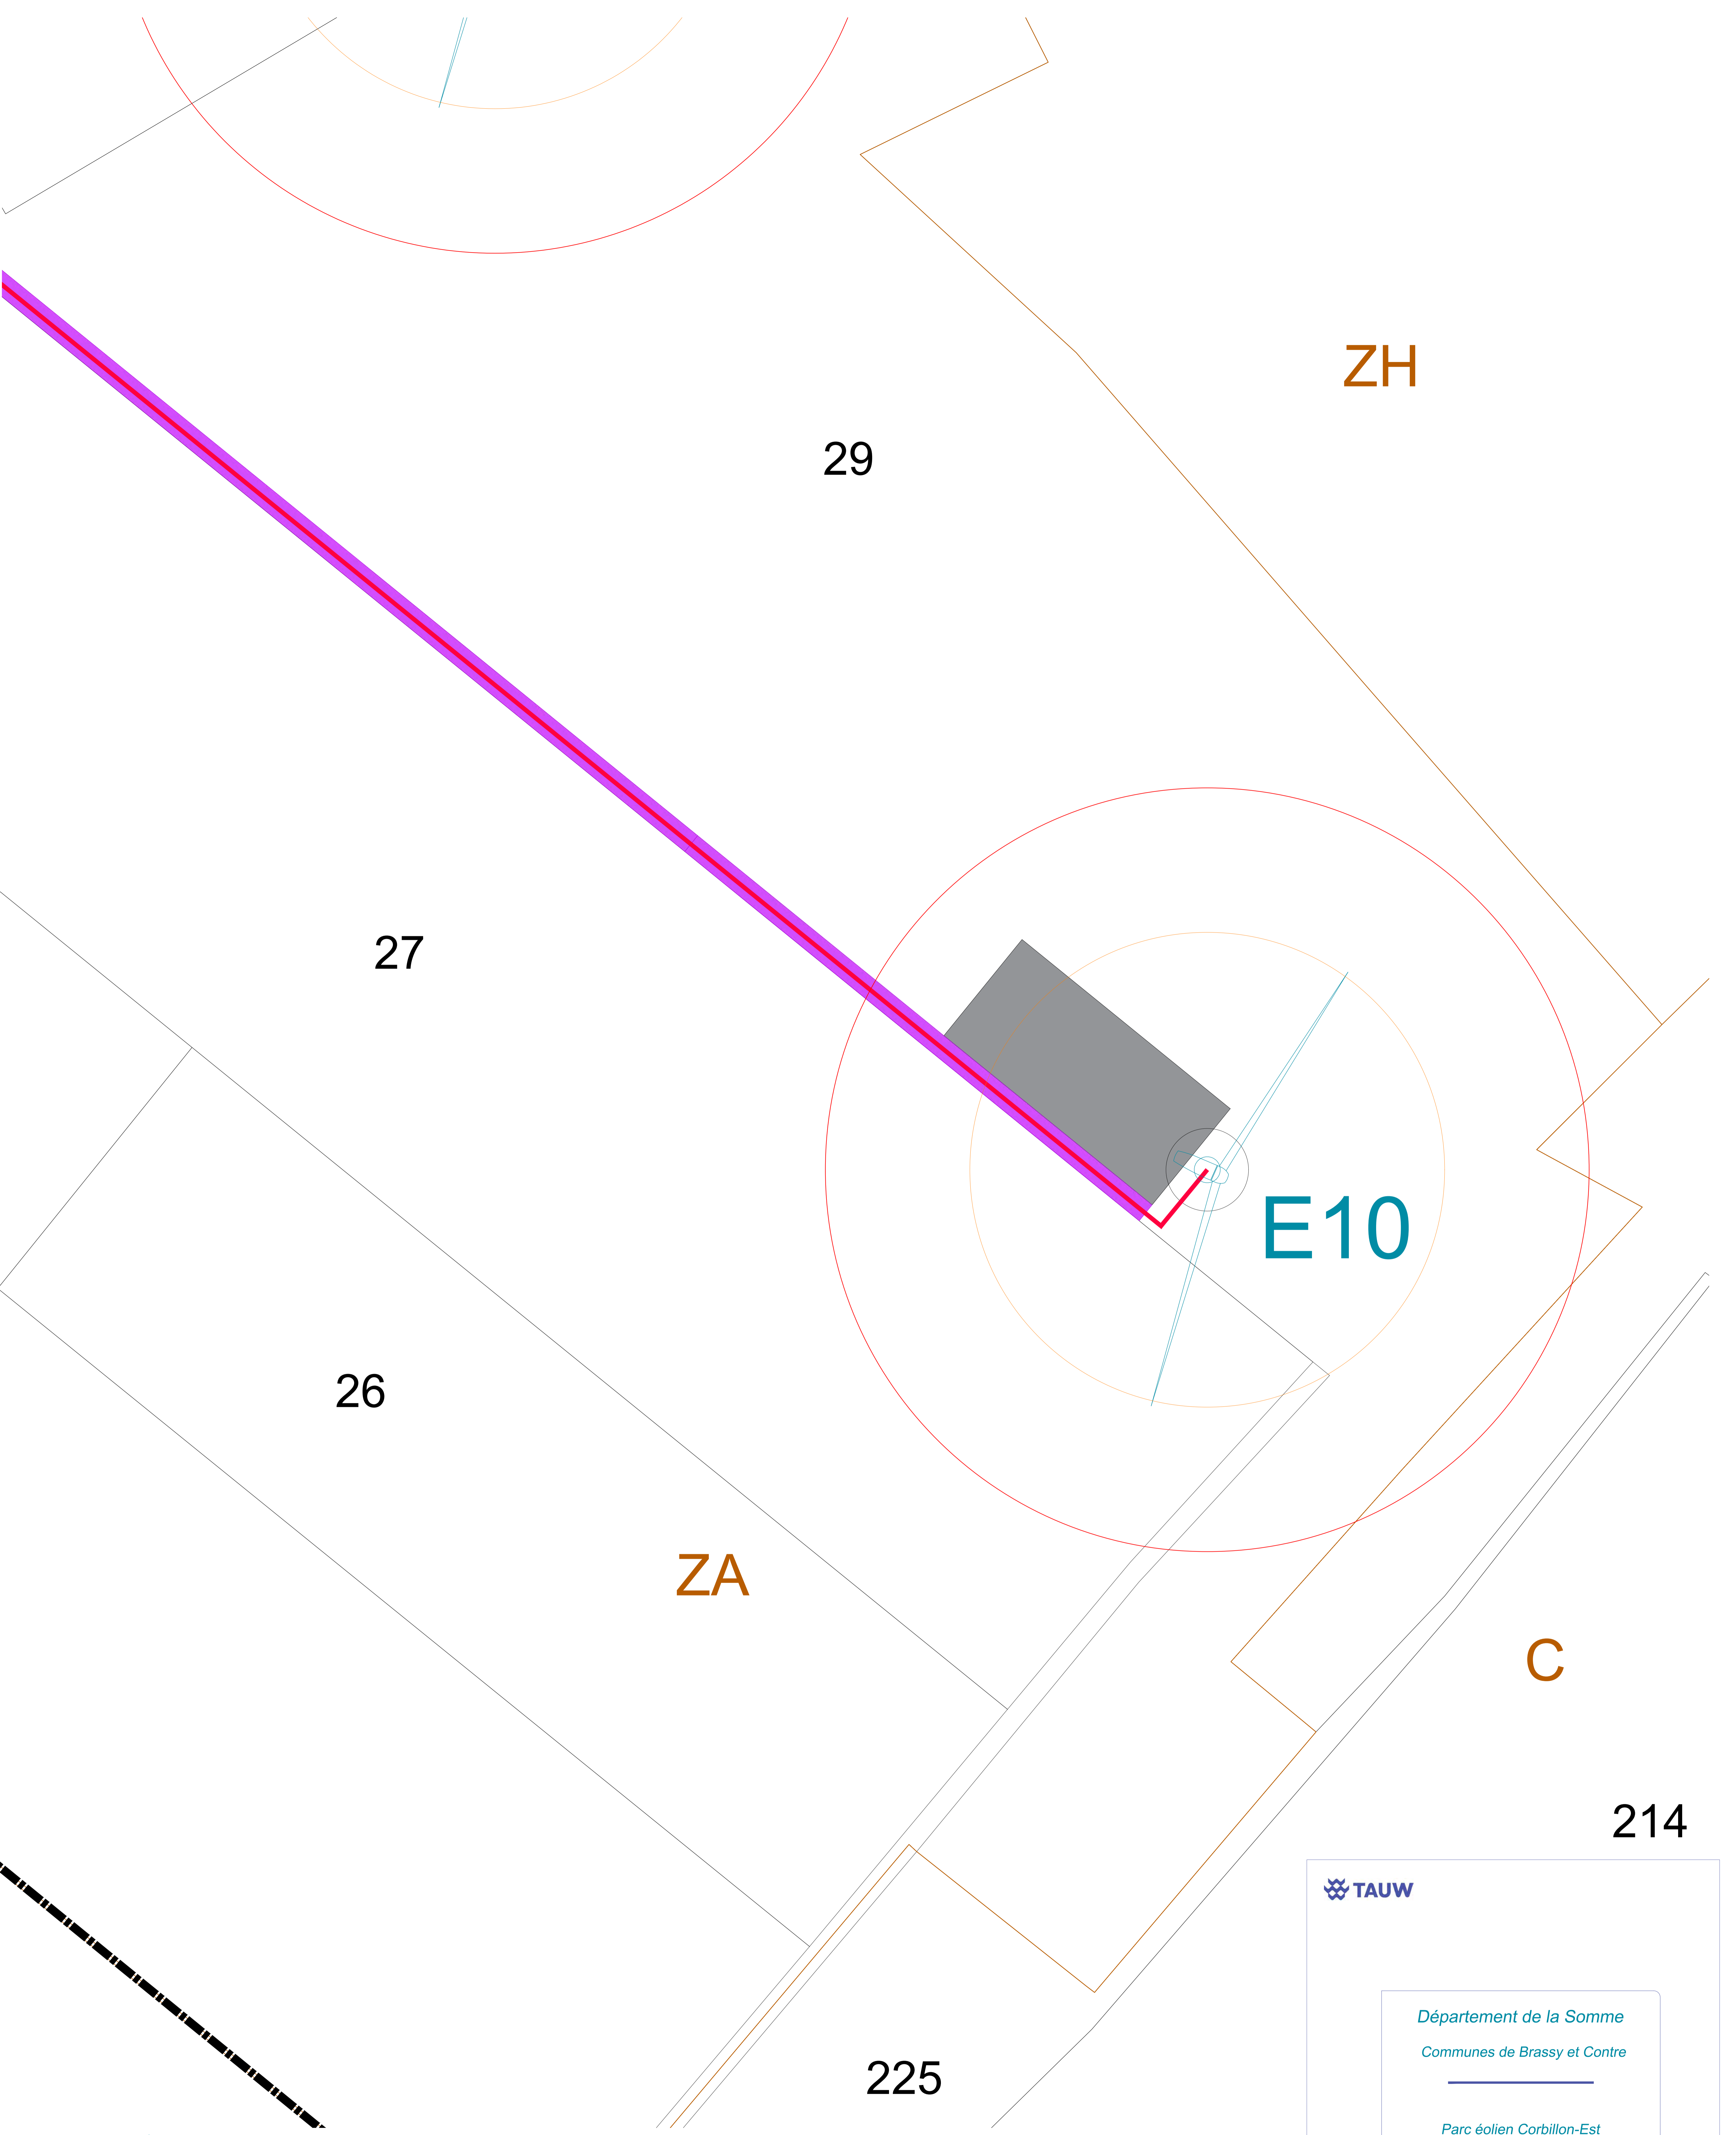 ZH
29
27
E10
26
ZA
C
214
TAUW
Département de la Somme
Communes de Brassy et Contre
225
Parc éolien Corbillon-Est